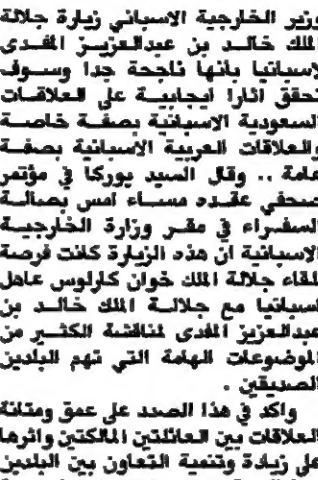 وزير الخارجية الاسباني زيارة جلالة
الملك خالد بن عبدالعزيز المفدى
لاسبانيا بأنها ناجحة جدا وسوف
تحقق اثارا ايجابية على العلاقات
السعودية الاسبانية بصفة خاصة
والعلاقات العربية الاسبانية بصفة
عامة .. وقال السيد يوركا في مؤتمر
صحفي عقده مساء امس بصالة
السفراء في مقر وزارة الخارجية
الاسبانية ان هذه الزيارة كانت فرصة
للقاء جلالة الملك خوان كارلوس عاهل
اسبانيا مع جلالة الملك خالد بن
عبدالعزيز المفدى لمناقشة الكثير من
الموضوعات الهامة التي تهم البلدين
الصديقين .
واكد في هذا الصدد على عمق ومتانة
العلاقات بين العائلتين المالكتين واثرها
على زيادة وتنمية التعاون بين البلدين